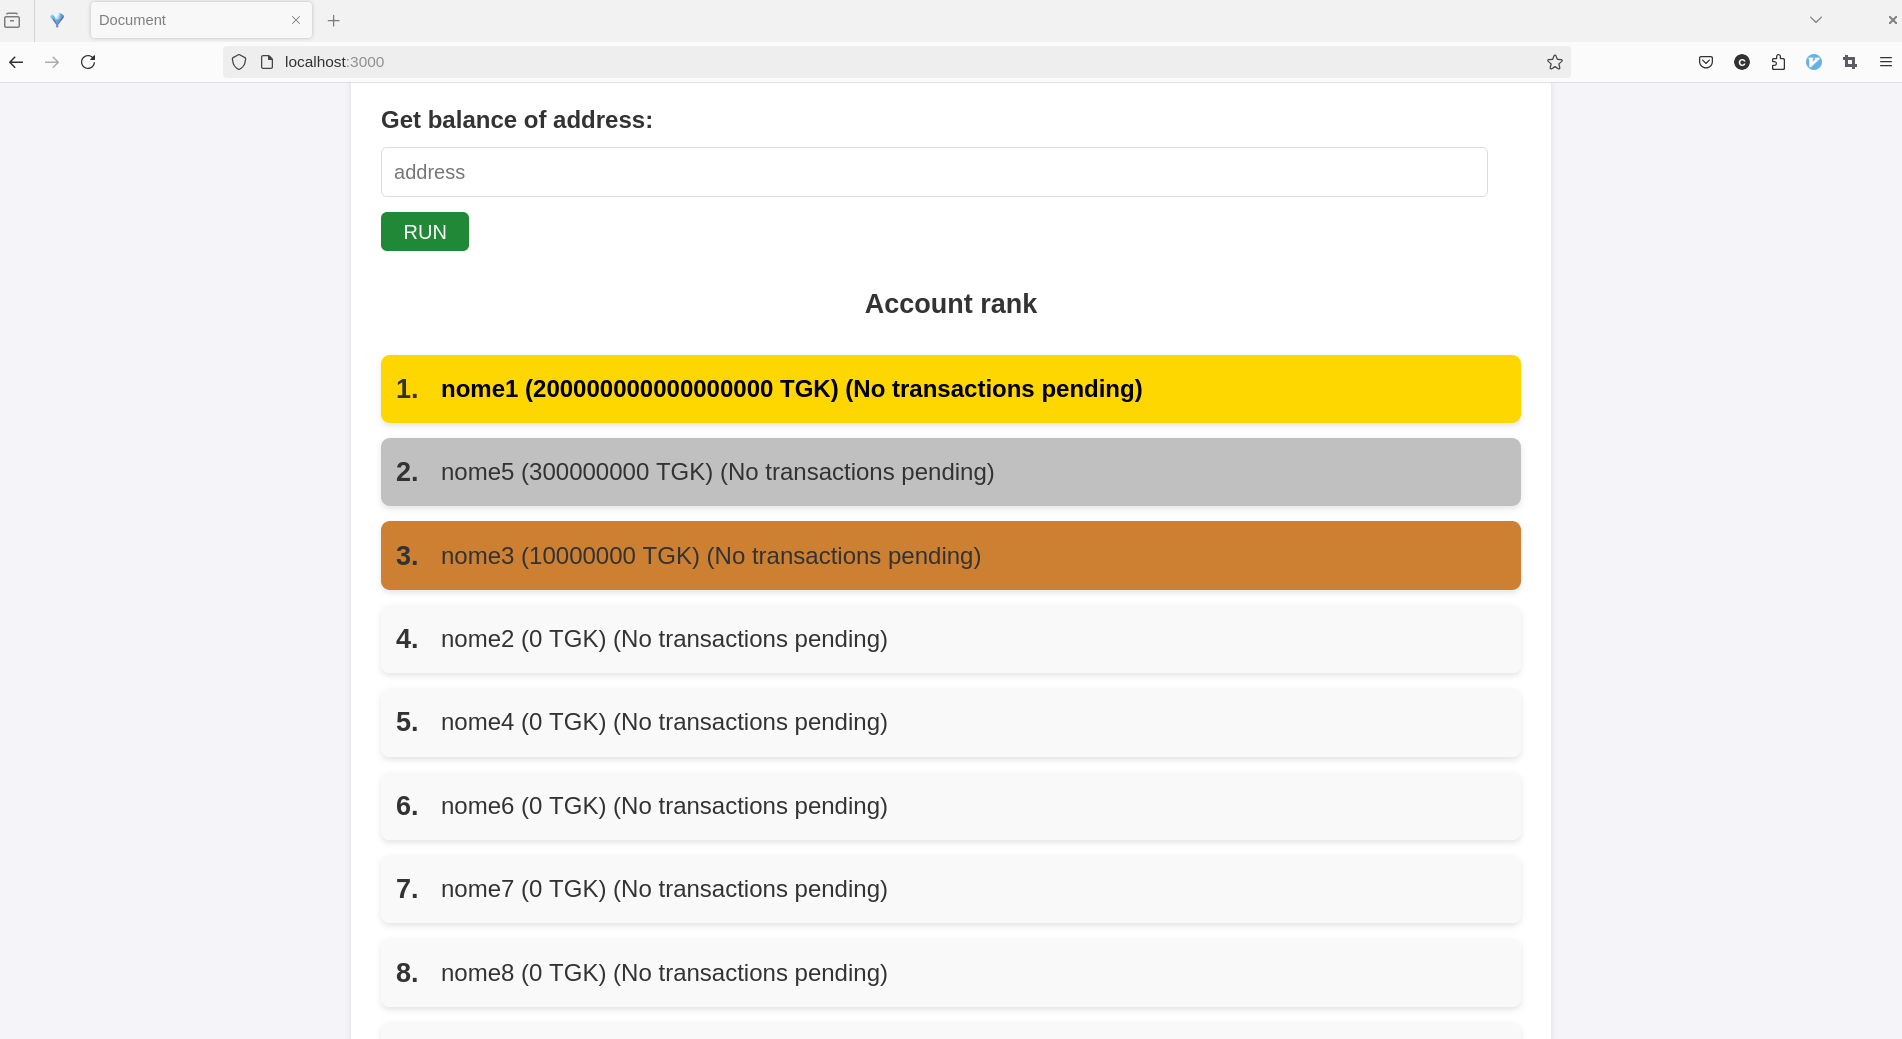 Document
localhost:3000
Get balance of address:
address
RUN
Account rank
1. nome1 (200000000000000000 TGK) (No transactions pending)
2. nome5 (300000000 TGK) (No transactions pending)
3. nome3 (10000000 TGK) (No transactions pending)
4. nome2 (0 TGK) (No transactions pending)
5. nome4 (0 TGK) (No transactions pending)
6. nome6 (0 TGK) (No transactions pending)
7. nome7 (0 TGK) (No transactions pending)
8. nome8 (0 TGK) (No transactions pending)